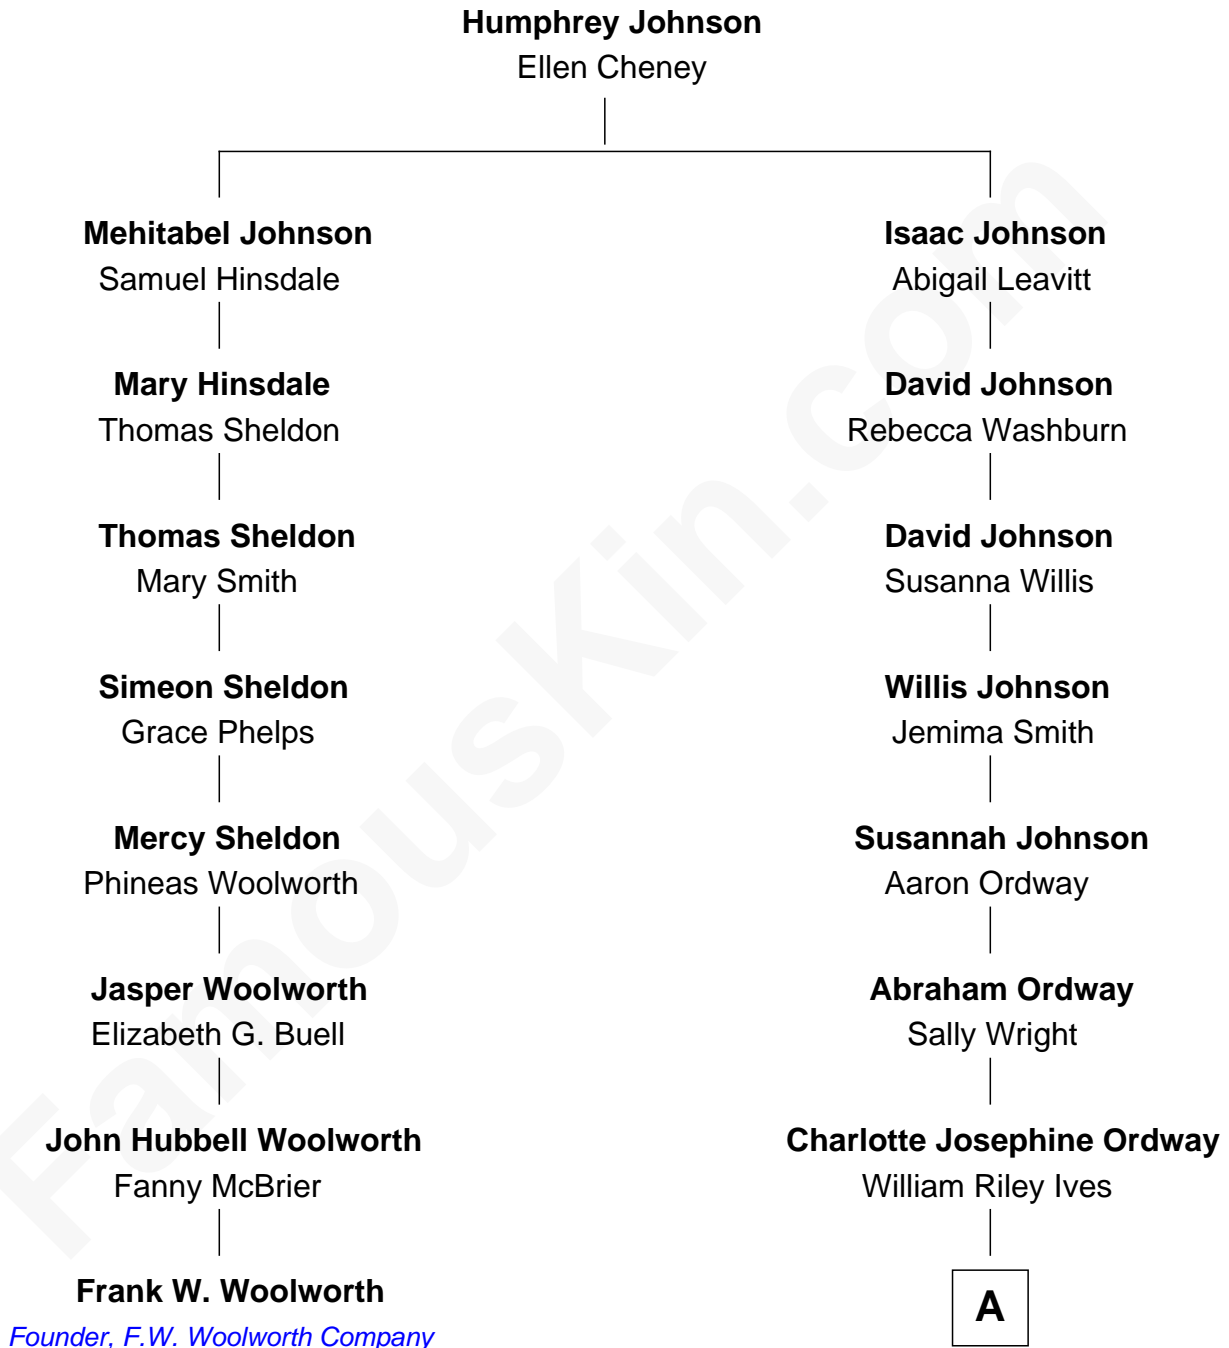 Humphrey Johnson
Ellen Cheney
Mehitabel Johnson
Samuel Hinsdale
Isaac Johnson
Abigail Leavitt
Mary Hinsdale
Thomas Sheldon
David Johnson
Rebecca Washburn
Thomas Sheldon
Mary Smith
David Johnson
Susanna Willis
Simeon Sheldon
Grace Phelps
Willis Johnson
Jemima Smith
Mercy Sheldon
Phineas Woolworth
Susannah Johnson
Aaron Ordway
Jasper Woolworth
Elizabeth G. Buell
Abraham Ordway
Sally Wright
John Hubbell Woolworth
Fanny McBrier
Charlotte Josephine Ordway
William Riley Ives
Frank W. Woolworth
Founder, F.W. Woolworth Company
A
FamousKin.com